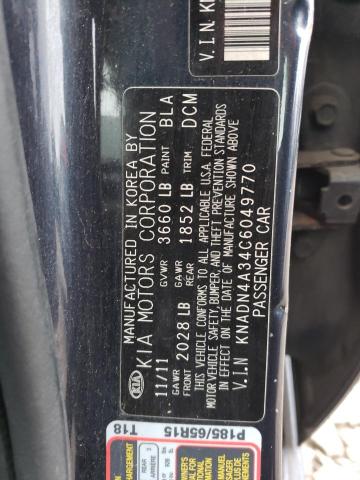 MANUFACTURED IN KOREA BY
KIA KIA MOTORS CORPORATION
11/11 GVWR 3660 LB PAINT BLA
GAWR FRONT 2028 LB GAWR REAR 1852 LB TRIM DCM
THIS VEHICLE CONFORMS TO ALL APPLICABLE U.S.A. FEDERAL
MOTOR VEHICLE SAFETY, BUMPER, AND THEFT PREVENTION STANDARDS
IN EFFECT ON THE DATE OF MANUFACTURE SHOWN ABOVE
V.I.N KNADN4A34C6049770
PASSENGER CAR
V.I.N
T18 P185/65R15
REAR
ARRIÈRE